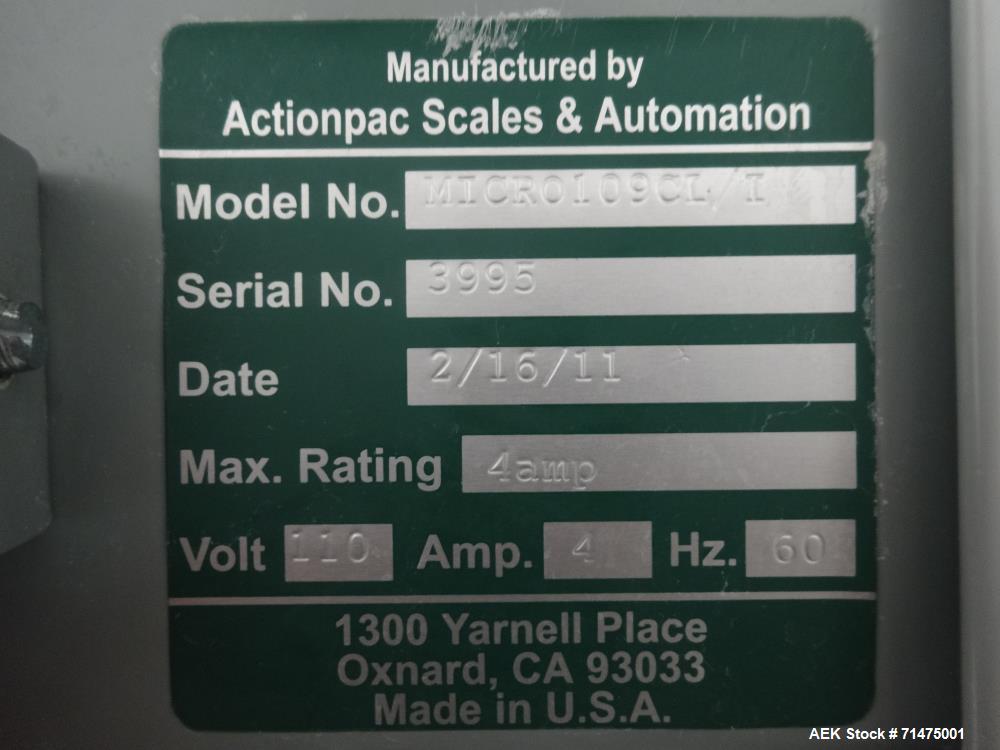 Manufactured by
Actionpac Scales & Automation
Model No. MICRO109CL/I
Serial No. 3995
Date 2/16/11
Max. Rating 4amp
Volt 110 Amp. 4 Hz. 60
1300 Yarnell Place
Oxnard, CA 93033
Made in U.S.A.
AEK Stock # 71475001